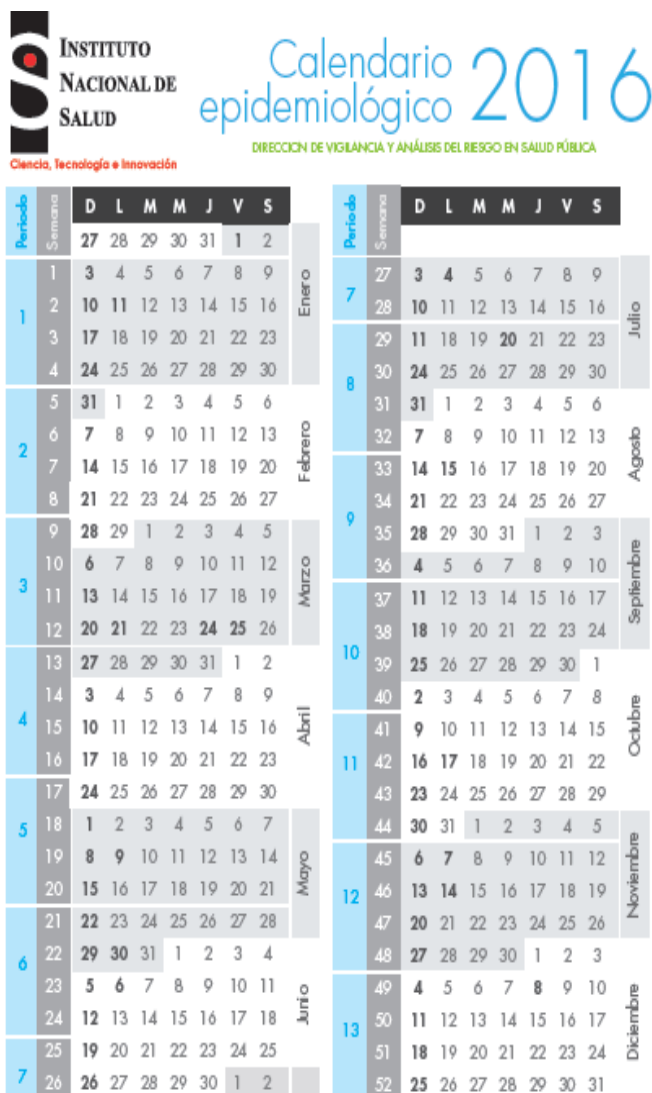 INSTITUTO
NACIONAL DE
SALUD
Ciencia, Tecnología e Innovación
Calendario
epidemiológico
2016
DIRECCION DE VIGILANCIA Y ANÁLISIS DEL RIESGO EN SALUD PÚBLICA
Periodo Semana D L M M J V S
27 28 29 30 31 1 2
1 3 4 5 6 7 8 9
2 10 11 12 13 14 15 16
3 17 18 19 20 21 22 23
4 24 25 26 27 28 29 30
1
Enero
5 31 1 2 3 4 5 6
6 7 8 9 10 11 12 13
7 14 15 16 17 18 19 20
8 21 22 23 24 25 26 27
2
Febrero
9 28 29 1 2 3 4 5
10 6 7 8 9 10 11 12
11 13 14 15 16 17 18 19
12 20 21 22 23 24 25 26
3
Marzo
13 27 28 29 30 31 1 2
14 3 4 5 6 7 8 9
15 10 11 12 13 14 15 16
16 17 18 19 20 21 22 23
4
Abril
17 24 25 26 27 28 29 30
18 1 2 3 4 5 6 7
19 8 9 10 11 12 13 14
20 15 16 17 18 19 20 21
5
Mayo
21 22 23 24 25 26 27 28
22 29 30 31 1 2 3 4
23 5 6 7 8 9 10 11
24 12 13 14 15 16 17 18
6
Junio
25 19 20 21 22 23 24 25
26 26 27 28 29 30 1 2
7
Periodo Semana D L M M J V S
27 3 4 5 6 7 8 9
28 10 11 12 13 14 15 16
7
Julio
29 11 18 19 20 21 22 23
30 24 25 26 27 28 29 30
31 31 1 2 3 4 5 6
32 7 8 9 10 11 12 13
8
Agosto
33 14 15 16 17 18 19 20
34 21 22 23 24 25 26 27
35 28 29 30 31 1 2 3
36 4 5 6 7 8 9 10
9
Septiembre
37 11 12 13 14 15 16 17
38 18 19 20 21 22 23 24
39 25 26 27 28 29 30 1
40 2 3 4 5 6 7 8
10
Octubre
41 9 10 11 12 13 14 15
42 16 17 18 19 20 21 22
43 23 24 25 26 27 28 29
44 30 31 1 2 3 4 5
11
Noviembre
45 6 7 8 9 10 11 12
46 13 14 15 16 17 18 19
47 20 21 22 23 24 25 26
48 27 28 29 30 1 2 3
12
Diciembre
49 4 5 6 7 8 9 10
50 11 12 13 14 15 16 17
51 18 19 20 21 22 23 24
52 25 26 27 28 29 30 31
13